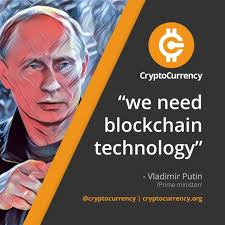 CryptoCurrency
“we need
blockchain
technology”
- Vladimir Putin
/Prime minister/
@cryptocurrency | cryptocurrency.org